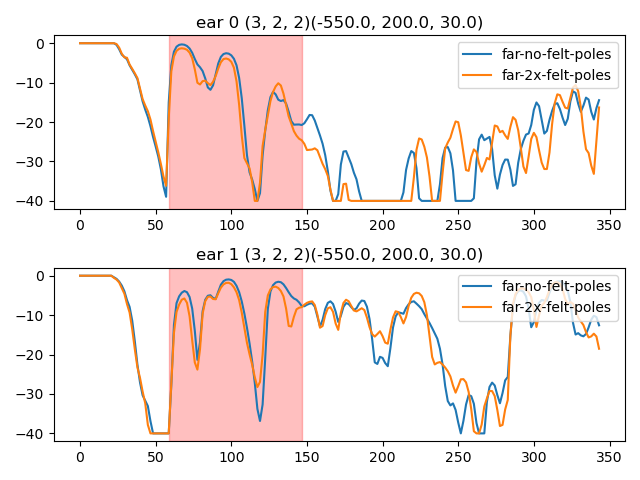 ear 0 (3, 2, 2)(-550.0, 200.0, 30.0)
0
−10
−20
−30
−40
far-no-felt-poles
far-2x-felt-poles
0 50 100 150 200 250 300 350
ear 1 (3, 2, 2)(-550.0, 200.0, 30.0)
0
−10
−20
−30
−40
far-no-felt-poles
far-2x-felt-poles
0 50 100 150 200 250 300 350